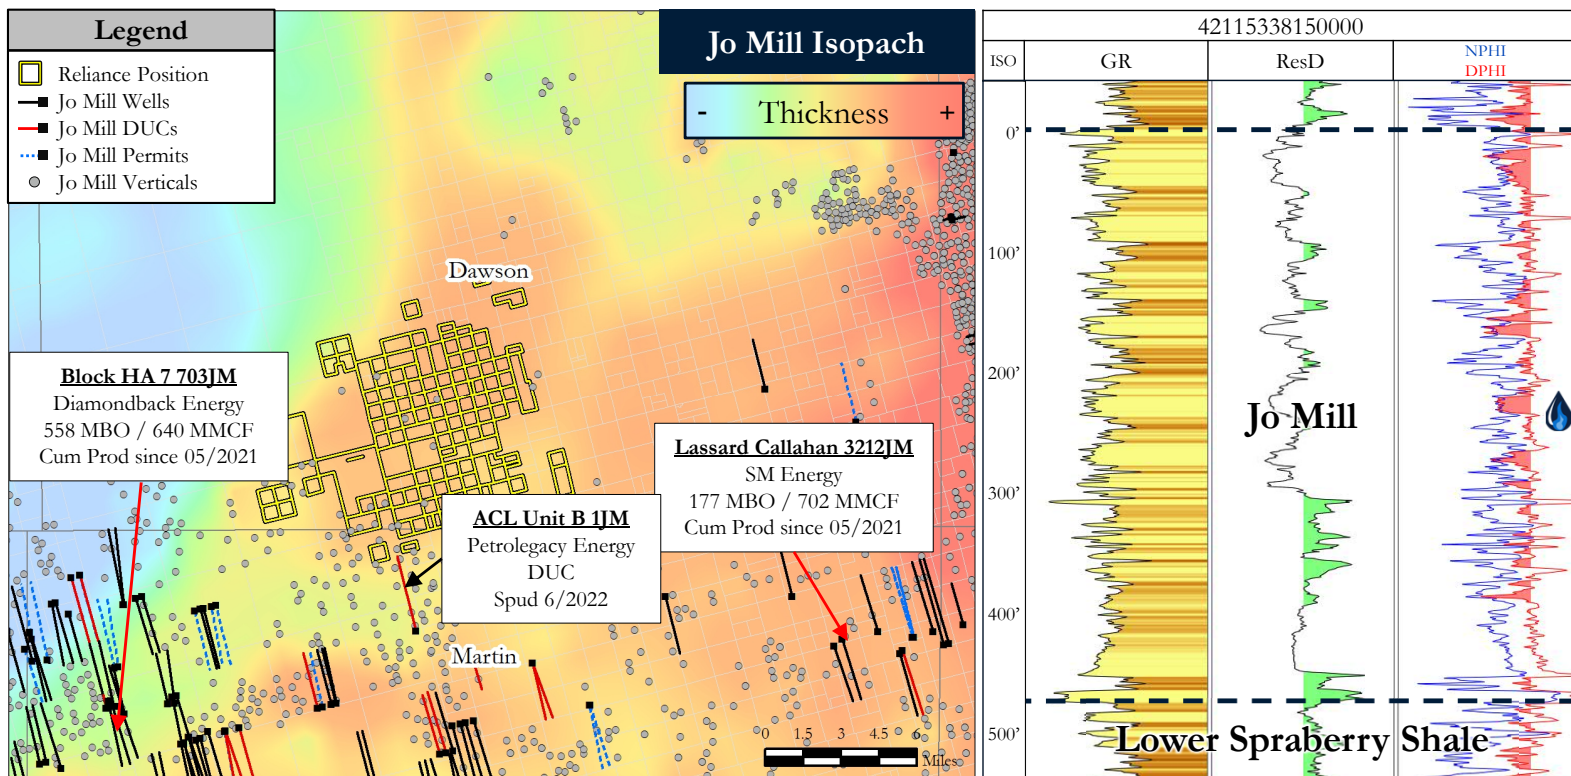 Legend
Reliance Position
Jo Mill Wells
Jo Mill DUCs
Jo Mill Permits
Jo Mill Verticals
Jo Mill Isopach
- Thickness +
Dawson
Block HA 7 703JM
Diamondback Energy
558 MBO / 640 MMCF
Cum Prod since 05/2021
ACL Unit B 1JM
Petrolegacy Energy
DUC
Spud 6/2022
Lassard Callahan 3212JM
SM Energy
177 MBO / 702 MMCF
Cum Prod since 05/2021
Martin
0 1.5 3 4.5 6
Miles
42115338150000
ISO GR ResD NPHI
DPHI
0'
100'
200'
Jo Mill
300'
400'
500'
Lower Spraberry Shale